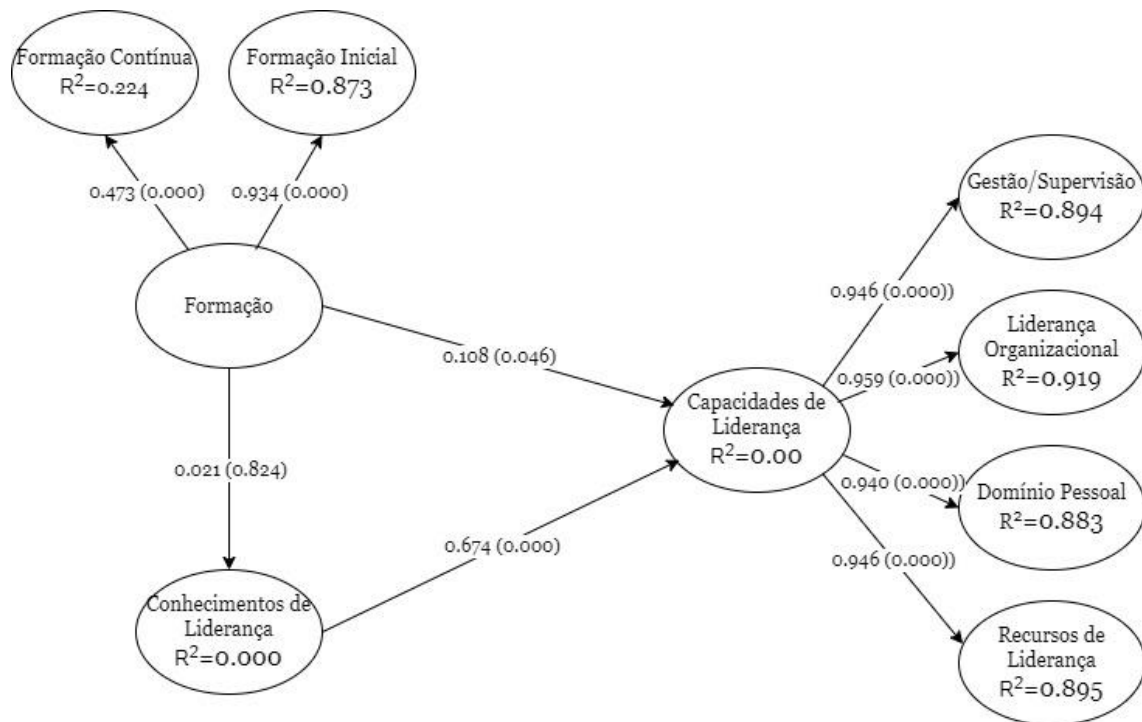 Formação Contínua
R²=0.224
Formação Inicial
R²=0.873
0.473 (0.000)
0.934 (0.000)
Formação
0.108 (0.046)
0.021 (0.824)
Conhecimentos de
Liderança
R²=0.000
0.674 (0.000)
Capacidades de
Liderança
R²=0.00
0.946 (0.000))
0.959 (0.000))
0.940 (0.000))
0.946 (0.000))
Gestão/Supervisão
R²=0.894
Liderança
Organizacional
R²=0.919
Domínio Pessoal
R²=0.883
Recursos de
Liderança
R²=0.895